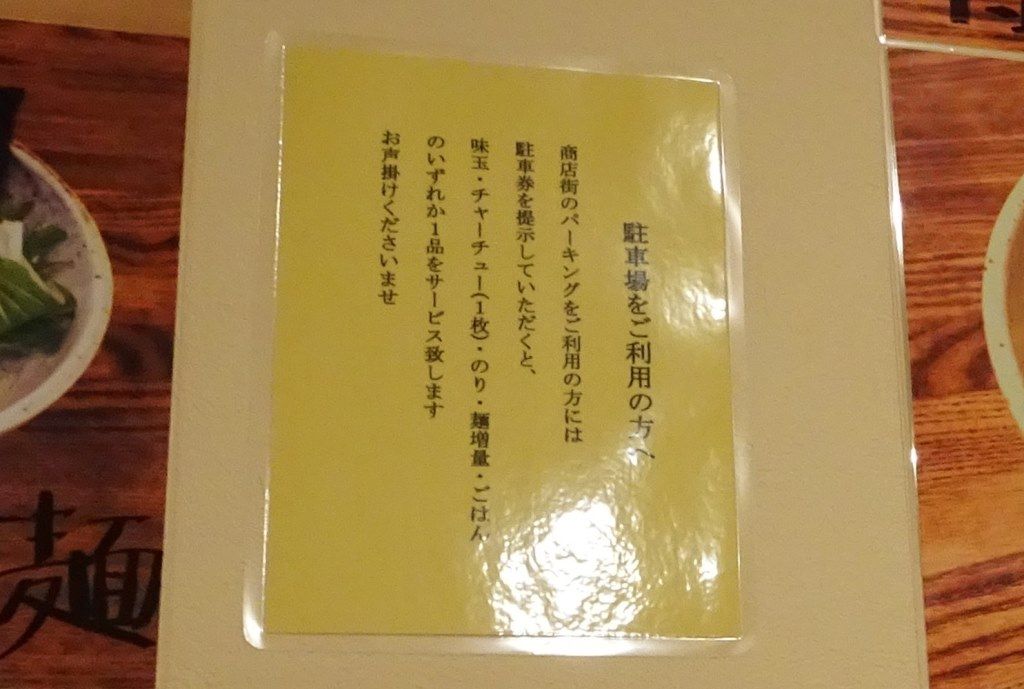 駐車場をご利用の方へ
商店街のパーキングをご利用の方には
駐車券を提示していただくと、
味玉・チャーチュー(1枚)・のり・麺増量・ごはん
のいずれか1品をサービス致します
お声掛けくださいませ
麺